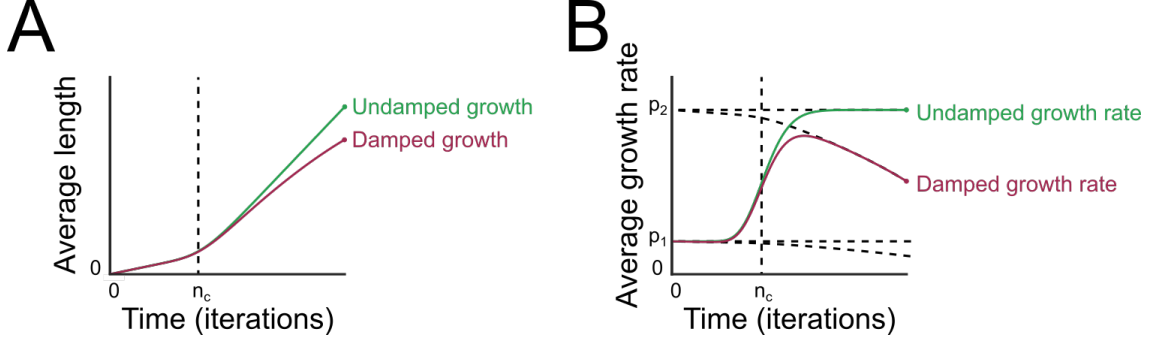 A
Average length
Undamped growth
Damped growth
0
0
n_c
Time (iterations)
B
Average growth rate
p_2
Undamped growth rate
Damped growth rate
p_1
0
0
n_c
Time (iterations)